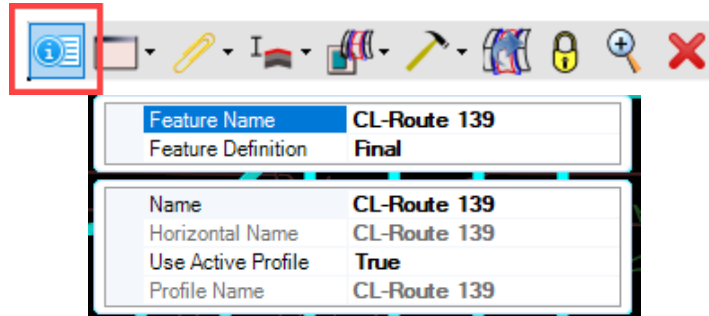 Feature Name CL-Route 139
Feature Definition Final
Name CL-Route 139
Horizontal Name CL-Route 139
Use Active Profile True
Profile Name CL-Route 139